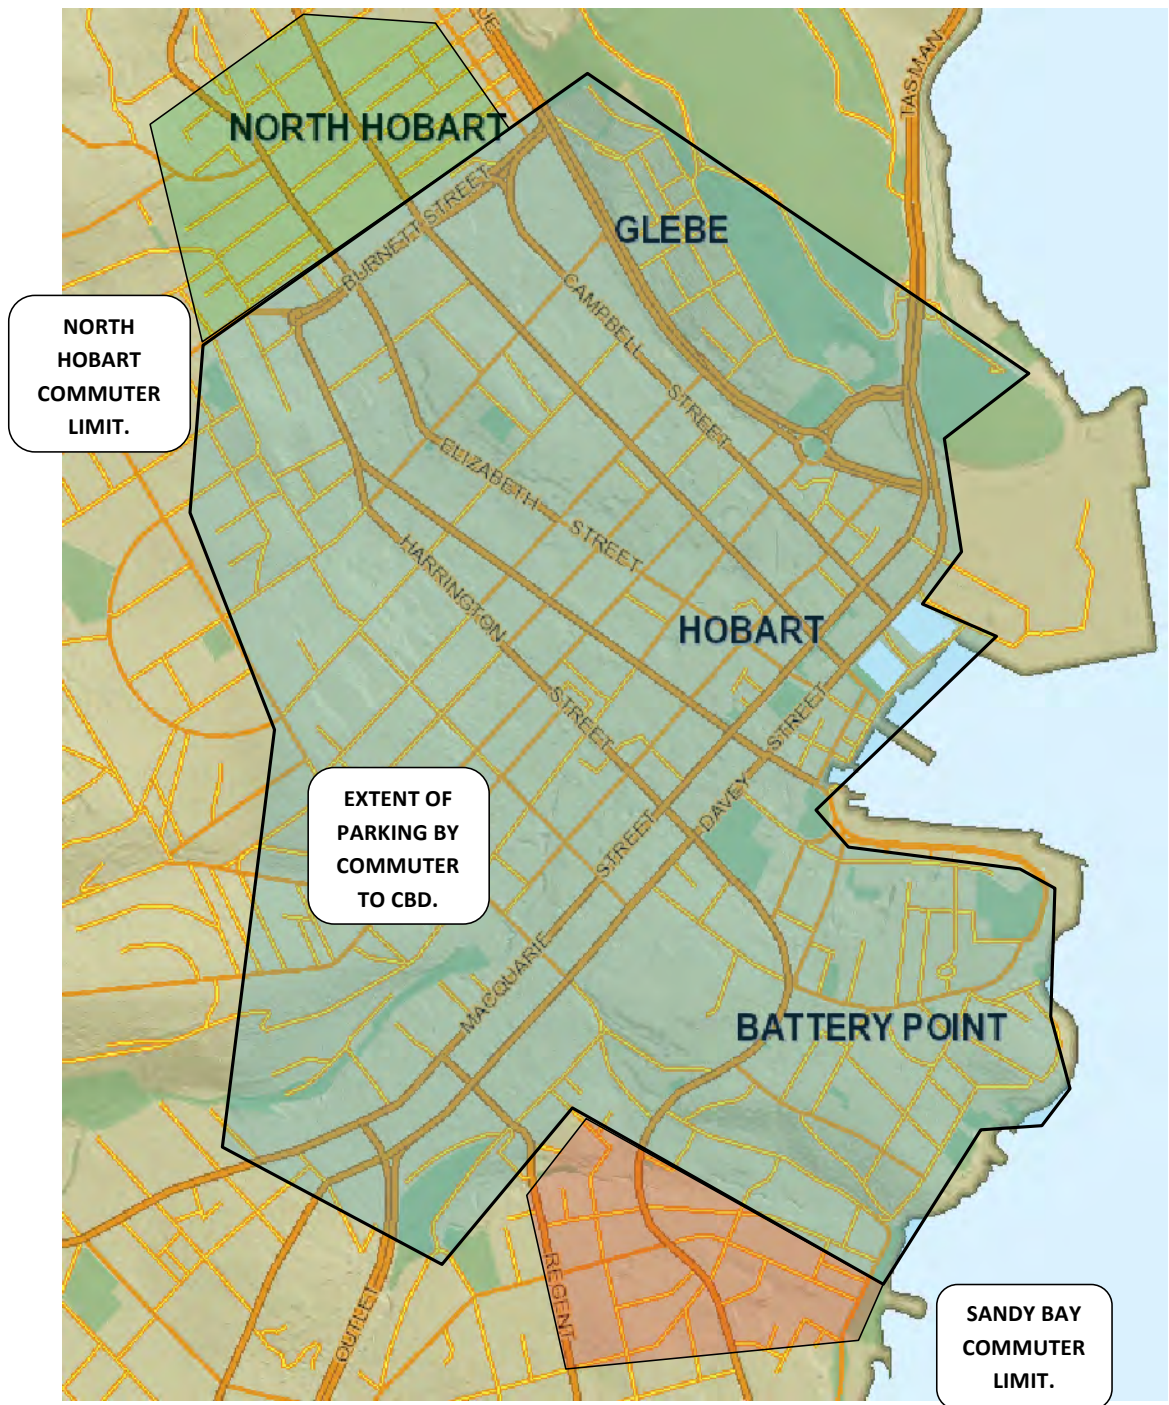 UE
TASMAN
NORTH HOBART
BURNETT STREET
GLEBE
CAMPBELL
STREET
NORTH
HOBART
COMMUTER
LIMIT.
ELIZABETH
STREET
HARRINGTON
STREET
HOBART
STREET
DAVEY
EXTENT OF
PARKING BY
COMMUTER
TO CBD.
STREET
MACQUARIE
BATTERY POINT
REGENT
OUTLET
SANDY BAY
COMMUTER
LIMIT.